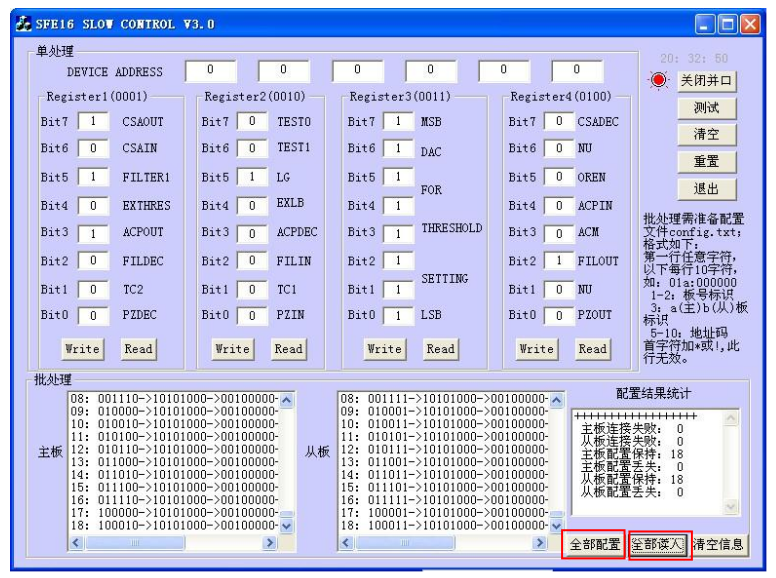 SFE16 SLOW CONTROL V3.0
单处理
DEVICE ADDRESS 0 0 0 0 0 0
20: 32: 50
关闭并口
测试
清空
重置
退出
Register1(0001) Register2(0010) Register3(0011) Register4(0100)
Bit7 1 CSAOUT Bit7 0 TEST0 Bit7 1 MSB Bit7 0 CSADEC
Bit6 0 CSAIN Bit6 0 TEST1 Bit6 1 DAC Bit6 0 NU
Bit5 1 FILTER1 Bit5 1 LG Bit5 1 FOR Bit5 0 OREN
Bit4 0 EXTHRES Bit4 0 EXLB Bit4 1 Bit4 0 ACPIN
Bit3 1 ACPOUT Bit3 0 ACPDEC Bit3 1 THRESHOLD Bit3 0 ACM
Bit2 0 FILDEC Bit2 0 FILIN Bit2 1 SETTING Bit2 1 FILOUT
Bit1 0 TC2 Bit1 0 TC1 Bit1 1 Bit1 0 NU
Bit0 0 PZDEC Bit0 0 PZIN Bit0 1 LSB Bit0 0 PZOUT
Write Read Write Read Write Read Write Read
批处理需准备配置
文件config.txt;
格式如下:
第一行任意字符,
以下每行10字符,
如: 01a:000000
1-2: 板号标识
3: a(主)b(从)板
标识
5-10: 地址码
首字符加*或!,此
行无效。
批处理
主板
08: 001110->10101000->00100000-
09: 010000->10101000->00100000-
10: 010010->10101000->00100000-
11: 010100->10101000->00100000-
12: 010110->10101000->00100000-
13: 011000->10101000->00100000-
14: 011010->10101000->00100000-
15: 011100->10101000->00100000-
16: 011110->10101000->00100000-
17: 100000->10101000->00100000-
18: 100010->10101000->00100000-
从板
08: 001111->10101000->00100000-
09: 010001->10101000->00100000-
10: 010011->10101000->00100000-
11: 010101->10101000->00100000-
12: 010111->10101000->00100000-
13: 011001->10101000->00100000-
14: 011011->10101000->00100000-
15: 011101->10101000->00100000-
16: 011111->10101000->00100000-
17: 100001->10101000->00100000-
18: 100011->10101000->00100000-
配置结果统计
++++++++++++++++++
主板连接失败: 0
从板连接失败: 0
主板配置保持: 18
主板配置丢失: 0
从板配置保持: 18
从板配置丢失: 0
全部配置 全部读入 清空信息